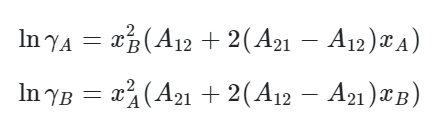 ln γ_A = x_B^2 (A_12 + 2(A_21 − A_12)x_A)
ln γ_B = x_A^2 (A_21 + 2(A_12 − A_21)x_B)